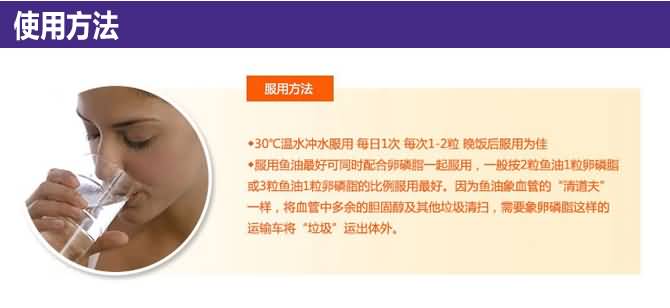 使用方法
服用方法
◆30℃温水冲水服用 每日1次 每次1-2粒 晚饭后服用为佳
◆服用鱼油最好可同时配合卵磷脂一起服用，一般按2粒鱼油1粒卵磷脂
或3粒鱼油1粒卵磷脂的比例服用最好。因为鱼油象血管的“清道夫”
一样，将血管中多余的胆固醇及其他垃圾清扫，需要象卵磷脂这样的
运输车将“垃圾”运出体外。